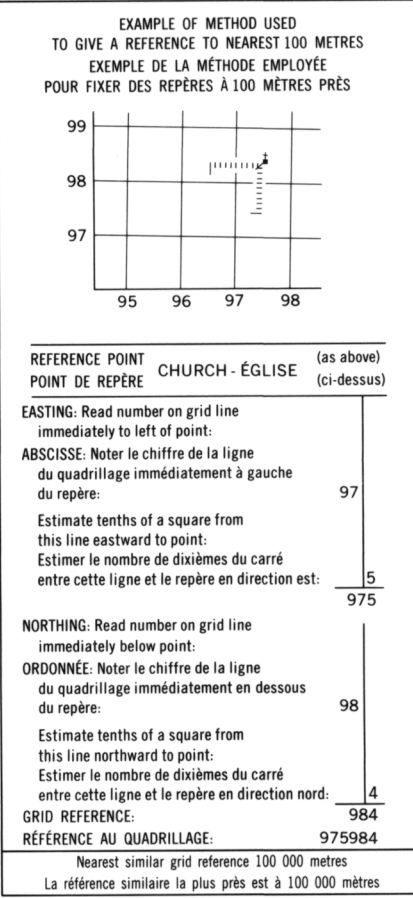 EXAMPLE OF METHOD USED
TO GIVE A REFERENCE TO NEAREST 100 METRES
EXEMPLE DE LA MÉTHODE EMPLOYÉE
POUR FIXER DES REPÈRES À 100 MÈTRES PRÈS
99
98
97
95 96 97 98
REFERENCE POINT
POINT DE REPÈRE
CHURCH - ÉGLISE
(as above)
(ci-dessus)
EASTING: Read number on grid line
immediately to left of point:
ABSCISSE: Noter le chiffre de la ligne
du quadrillage immédiatement à gauche
du repère: 97
Estimate tenths of a square from
this line eastward to point:
Estimer le nombre de dixièmes du carré
entre cette ligne et le repère en direction est: 5
975
NORTHING: Read number on grid line
immediately below point:
ORDONNÉE: Noter le chiffre de la ligne
du quadrillage immédiatement en dessous
du repère: 98
Estimate tenths of a square from
this line northward to point:
Estimer le nombre de dixièmes du carré
entre cette ligne et le repère en direction nord: 4
GRID REFERENCE: 984
RÉFÉRENCE AU QUADRILLAGE: 975984
Nearest similar grid reference 100 000 metres
La référence similaire la plus près est à 100 000 mètres